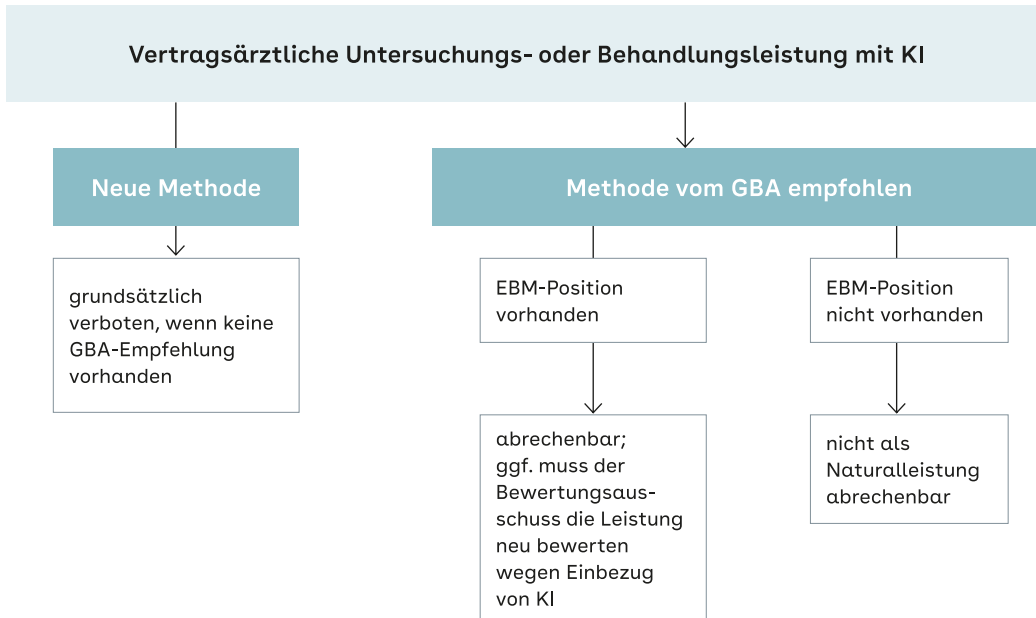 Vertragsärztliche Untersuchungs- oder Behandlungsleistung mit KI
Neue Methode
Methode vom GBA empfohlen
grundsätzlich
verboten, wenn keine
GBA-Empfehlung
vorhanden
EBM-Position
vorhanden
EBM-Position
nicht vorhanden
abrechenbar;
ggf. muss der
Bewertungsaus-
schuss die Leistung
neu bewerten
wegen Einbezug
von KI
nicht als
Naturalleistung
abrechenbar